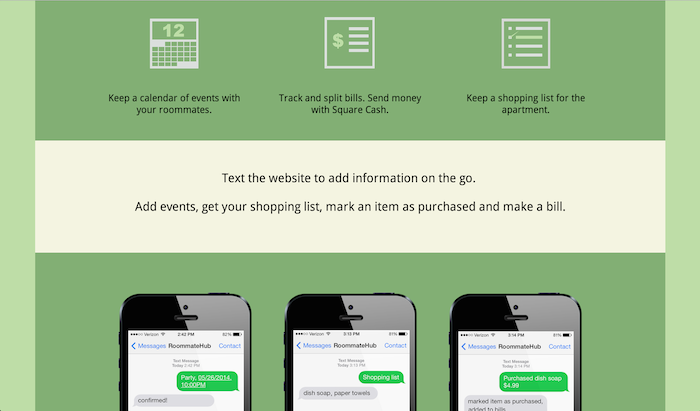 12
$
Keep a calendar of events with
your roommates.
Track and split bills. Send money
with Square Cash.
Keep a shopping list for the
apartment.
Text the website to add information on the go.
Add events, get your shopping list, mark an item as purchased and make a bill.
Verizon 2:42 PM 82%
Messages RoommateHub Contact
Text Message
Today 2:42 PM
Party, 05/26/2014,
10:00PM
confirmed!
Verizon 3:13 PM 81%
Messages RoommateHub Contact
Text Message
Today 3:13 PM
Shopping list
dish soap, paper towels
Verizon 3:14 PM 81%
Messages RoommateHub Contact
Text Message
Today 3:14 PM
Purchased dish soap
$4.99
marked item as purchased,
added to bills